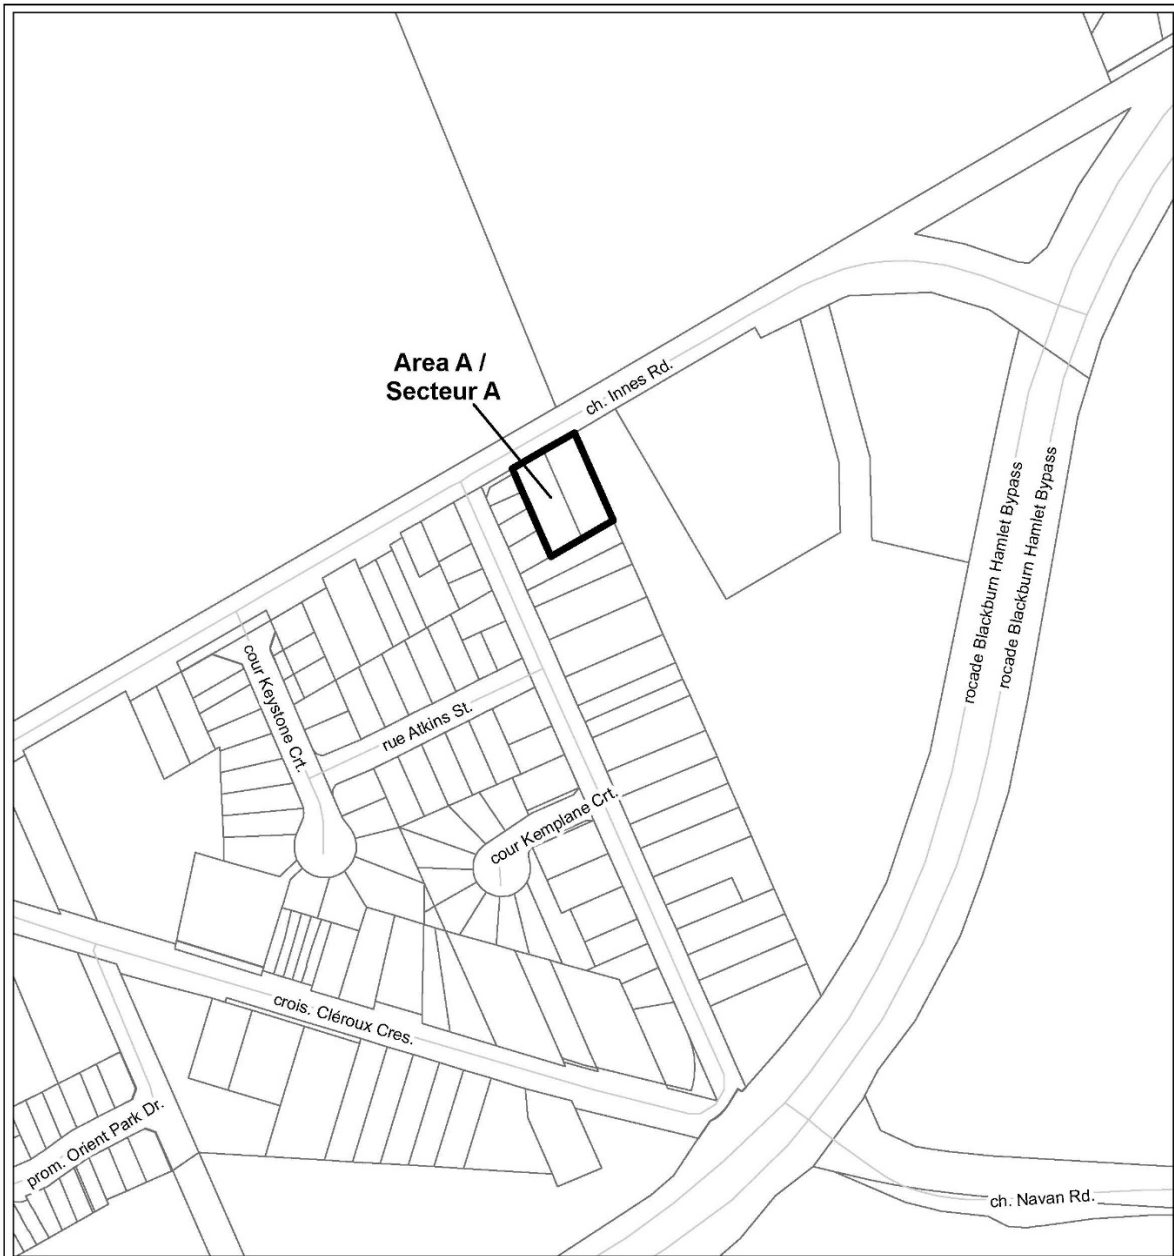 Area A /
Secteur A
ch. Innes Rd.
rocade Blackburn Hamlet Bypass
rocade Blackburn Hamlet Bypass
cour Keystone Crt.
rue Atkins St.
cour Kemplane Crt.
crois. Cléroux Cres.
prom. Orient Park Dr.
ch. Navan Rd.